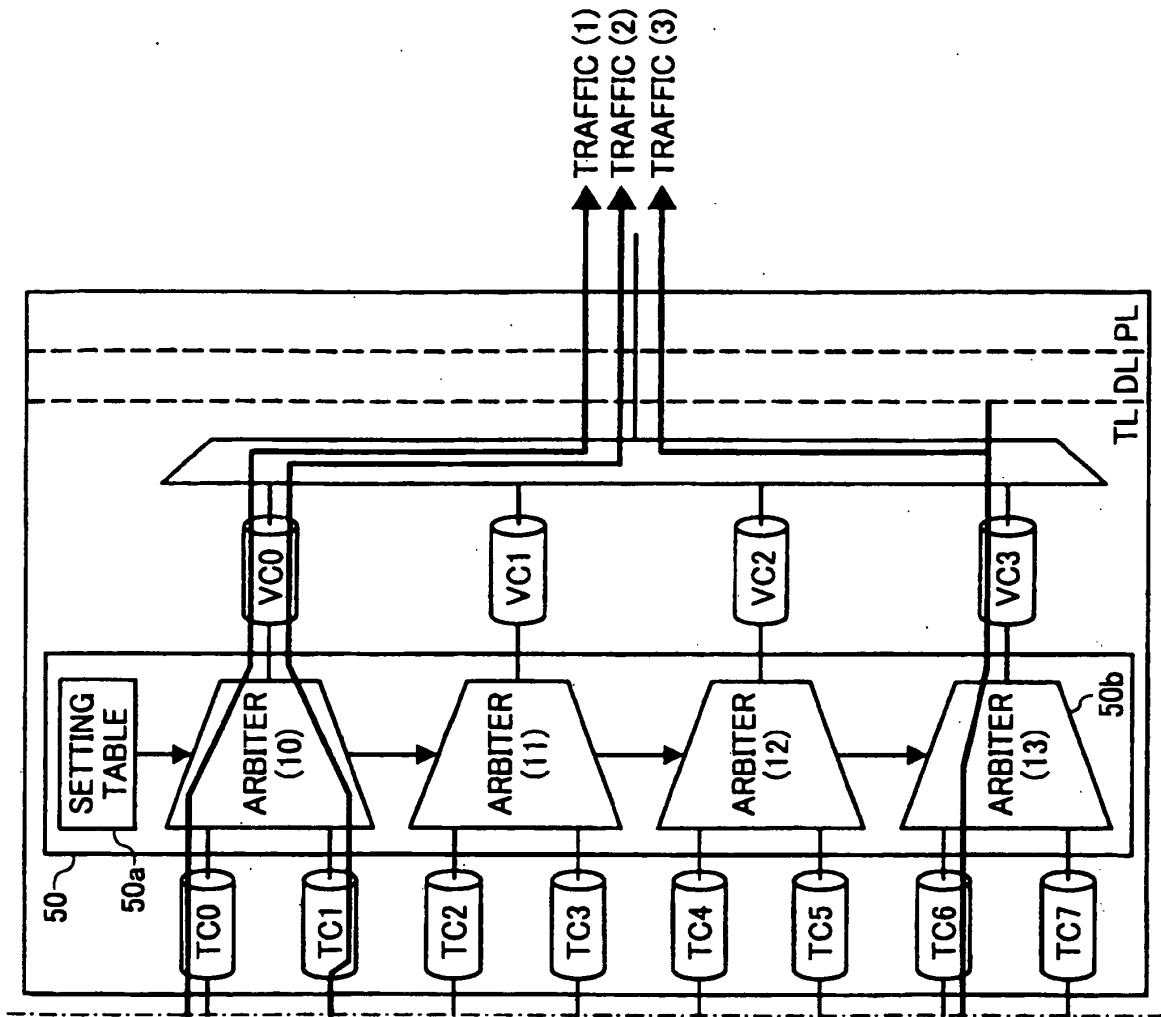 50
50a
SETTING
TABLE
TC0
TC1
TC2
TC3
TC4
TC5
TC6
TC7
ARBITER
(10)
ARBITER
(11)
ARBITER
(12)
ARBITER
(13)
50b
VC0
VC1
VC2
VC3
TL
DL
PL
TRAFFIC (1)
TRAFFIC (2)
TRAFFIC (3)